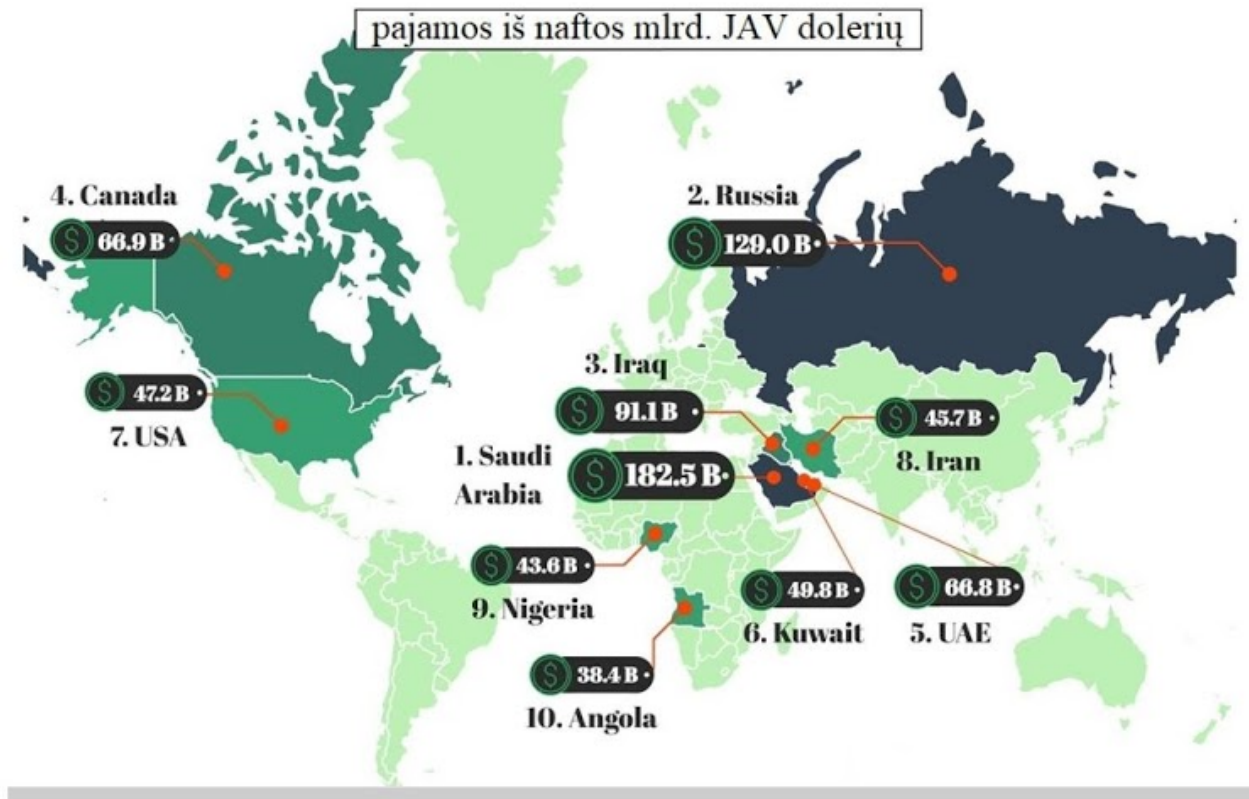 pajamos iš naftos mlrd. JAV dolerių
4. Canada
$ 66.9 B
2. Russia
$ 129.0 B
3. Iraq
$ 91.1 B
$ 47.2 B
7. USA
$ 45.7 B
8. Iran
1. Saudi
Arabia
$ 182.5 B
$ 43.6 B
9. Nigeria
$ 49.8 B
6. Kuwait
$ 66.8 B
5. UAE
$ 38.4 B
10. Angola